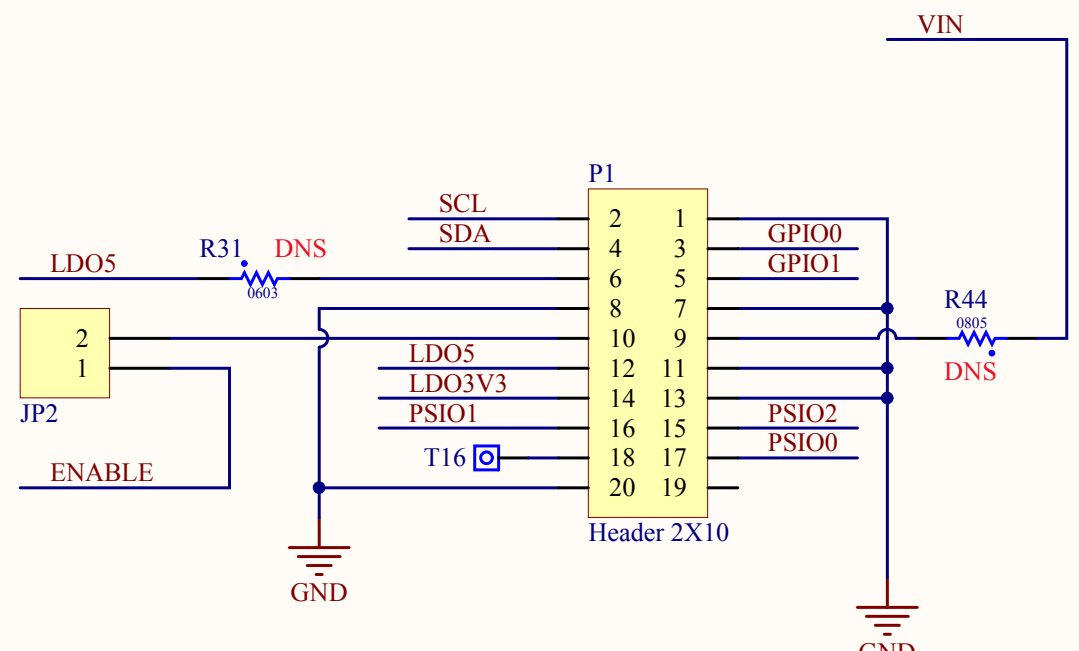 VIN
P1
SCL 2 1
SDA 4 3 GPIO0
LDO5 R31 DNS 0603 6 5 GPIO1
8 7
R44 0805 DNS
2 10 9
1 LDO5 12 11
JP2 LDO3V3 14 13
PSIO1 16 15 PSIO2
T16 18 17 PSIO0
ENABLE 20 19
Header 2X10
GND
GND